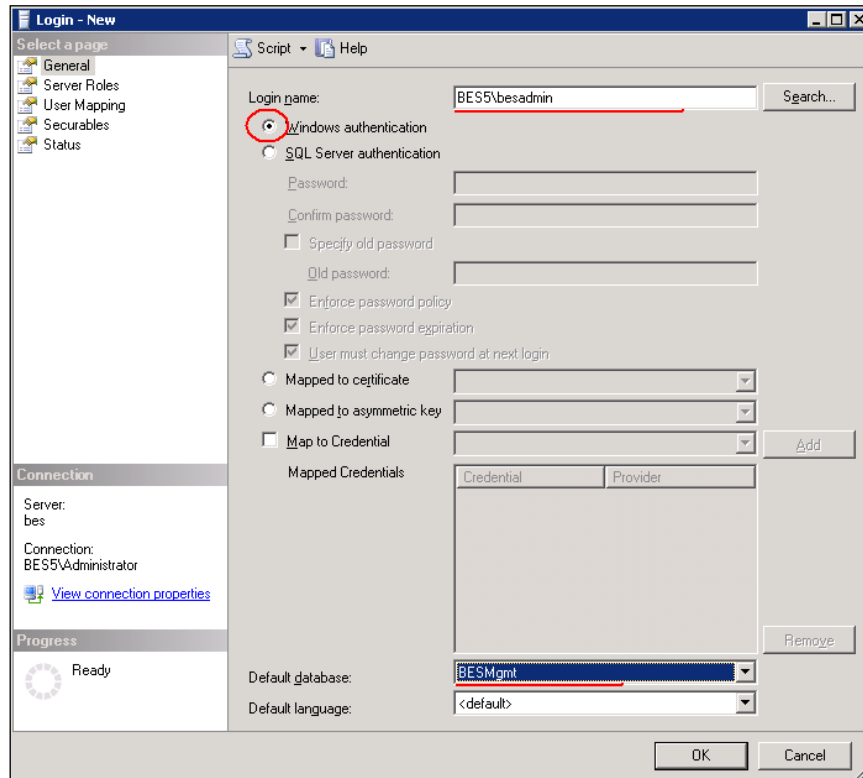 Login - New
Select a page
General
Server Roles
User Mapping
Securables
Status
Script
Help
Login name:
BES5\besadmin
Search...
Windows authentication
SQL Server authentication
Password:
Confirm password:
Specify old password
Old password:
Enforce password policy
Enforce password expiration
User must change password at next login
Mapped to certificate
Mapped to asymmetric key
Map to Credential
Add
Mapped Credentials
Credential
Provider
Remove
Default database:
BESMgmt
Default language:
<default>
Connection
Server:
bes
Connection:
BES5\Administrator
View connection properties
Progress
Ready
OK
Cancel